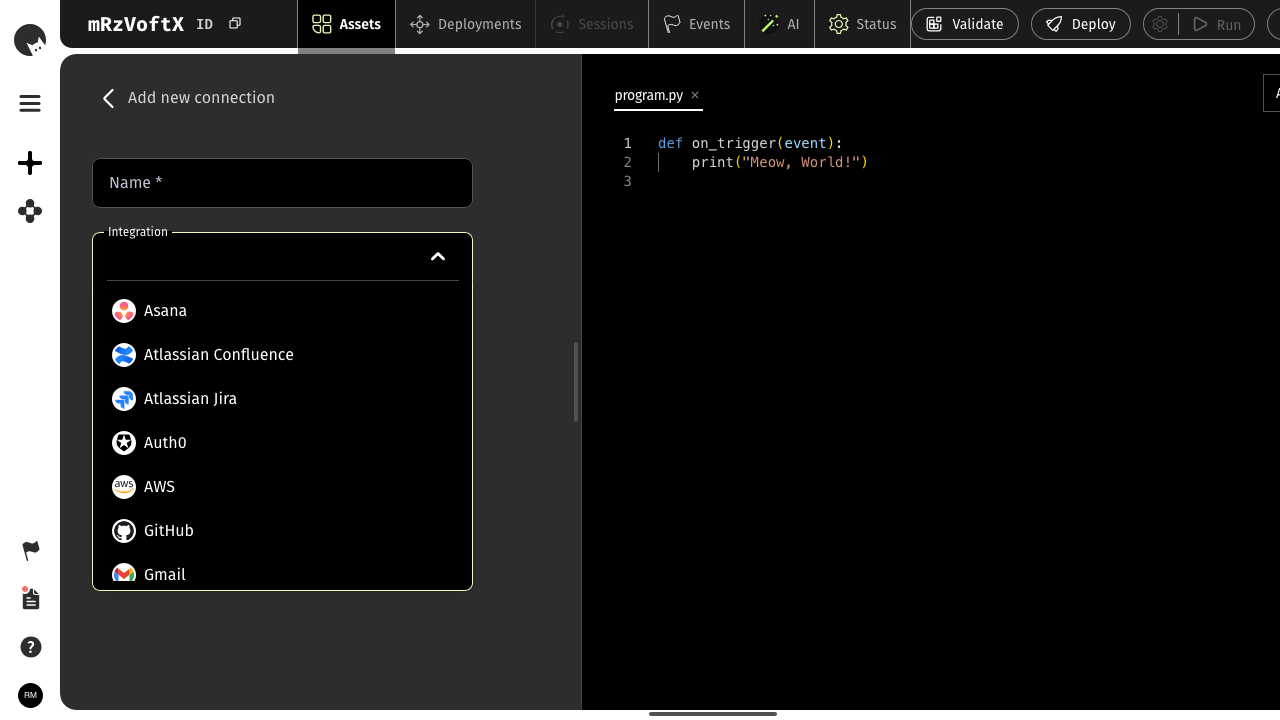 mRzVoftX ID
Assets
Deployments
Sessions
Events
AI
Status
Validate
Deploy
Run
Add new connection
Name *
Integration
Asana
Atlassian Confluence
Atlassian Jira
Auth0
aws AWS
GitHub
Gmail
RM
program.py
1 def on_trigger(event):
2 print("Meow, World!")
3